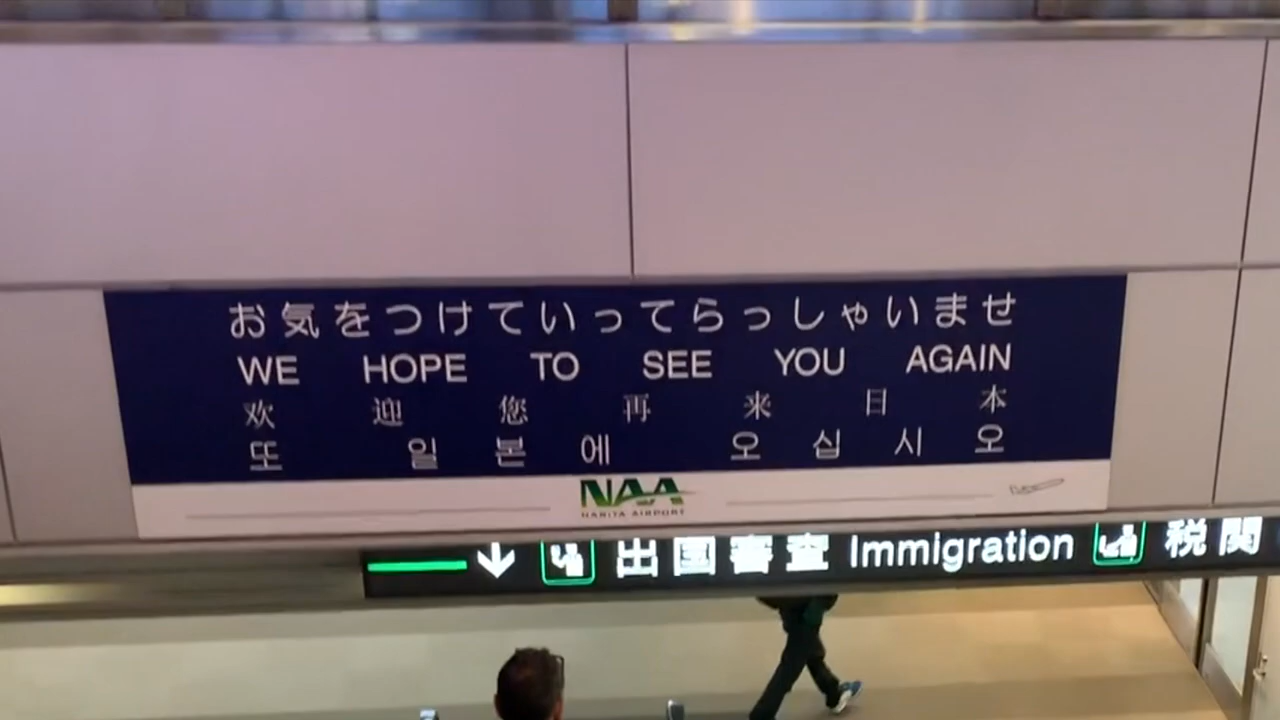 お気をつけていってらっしゃいませ
WE HOPE TO SEE YOU AGAIN
欢迎您再来日本
또 일본에 오십시오
NAA
NARITA AIRPORT
↓ 出国審査 Immigration 税関